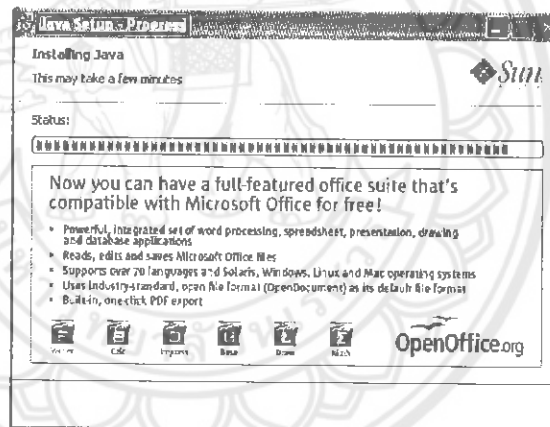 Java Setup - Progress
Installing Java
This may take a few minutes
Sun
Status:
Now you can have a full-featured office suite that's
compatible with Microsoft Office for free!
• Powerful, integrated set of word processing, spreadsheet, presentation, drawing
and database applications
• Reads, edits and saves Microsoft Office files
• Supports over 70 languages and Solaris, Windows, Linux and Mac operating systems
• Uses industry-standard, open file format (OpenDocument) as its default file format
• Built-in, one-click PDF export
Writer Calc Impress Base Draw Math
OpenOffice.org